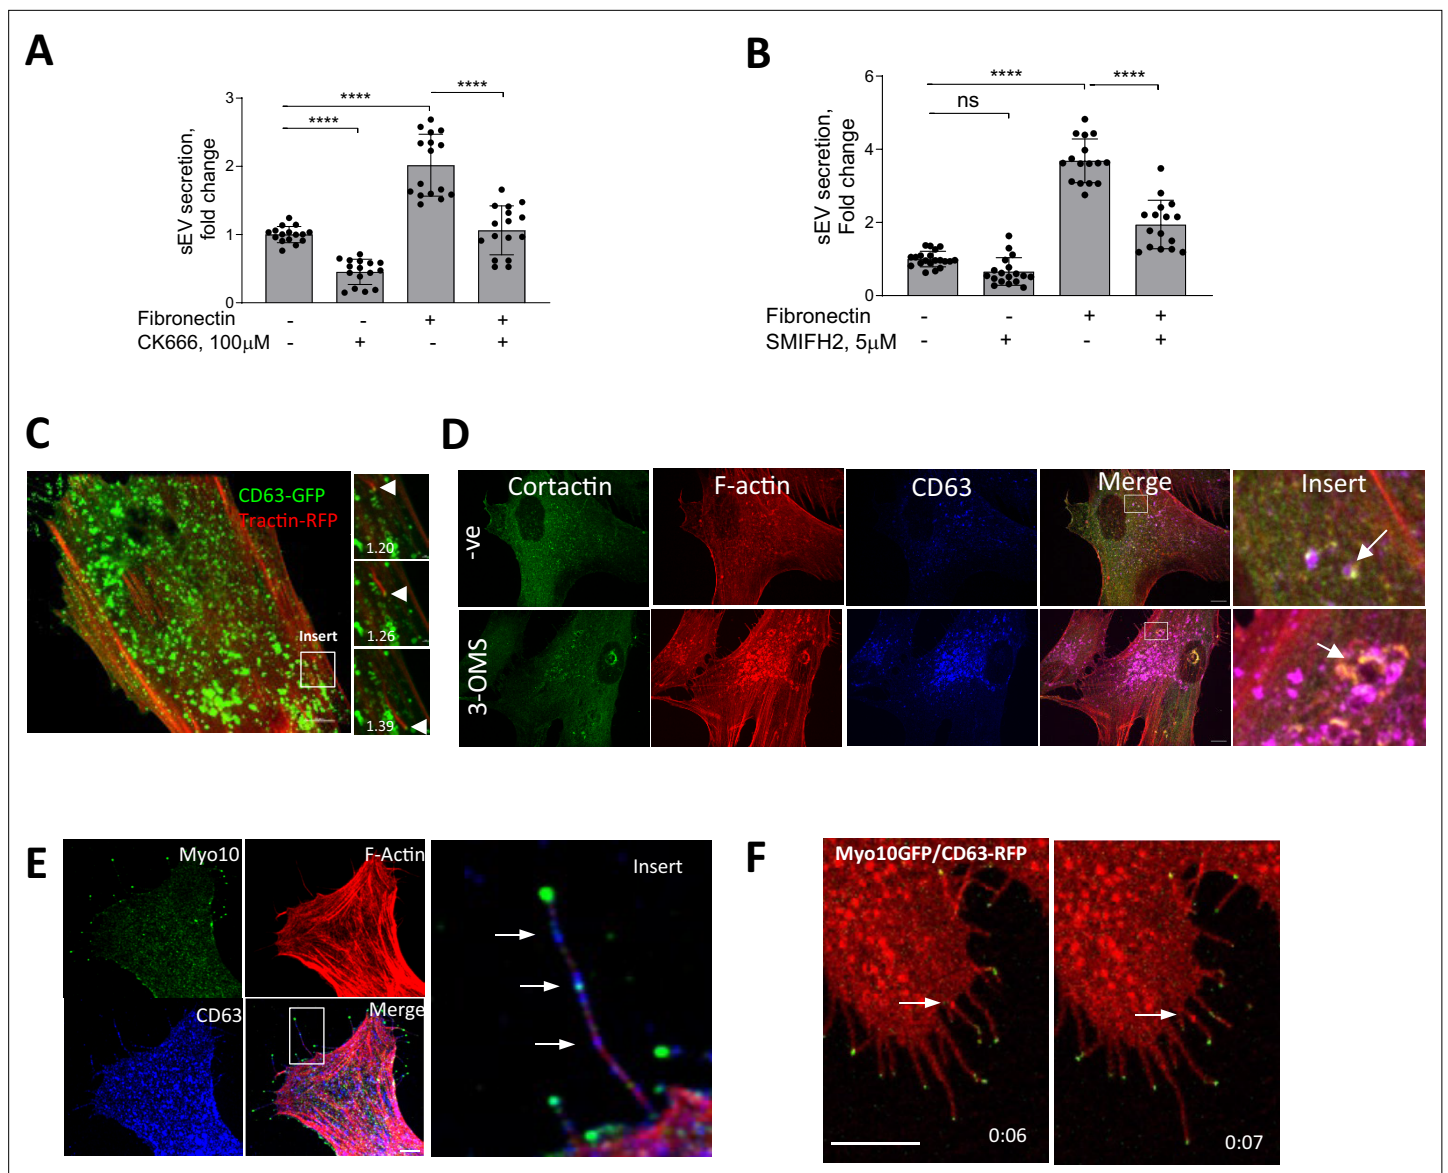 A
sEV secretion,
fold change
3
2
1
0
****
****
****
Fibronectin - - + +
CK666, 100μM - + - +
B
sEV secretion,
Fold change
6
4
2
0
****
****
ns
Fibronectin - - + +
SMIFH2, 5μM - + - +
C
CD63-GFP
Tractin-RFP
Insert
1.20
1.26
1.39
D
Cortactin
F-actin
CD63
Merge
Insert
-ve
3-OMS
E
Myo10
F-Actin
CD63
Merge
Insert
F
Myo10GFP/CD63-RFP
0:06
0:07